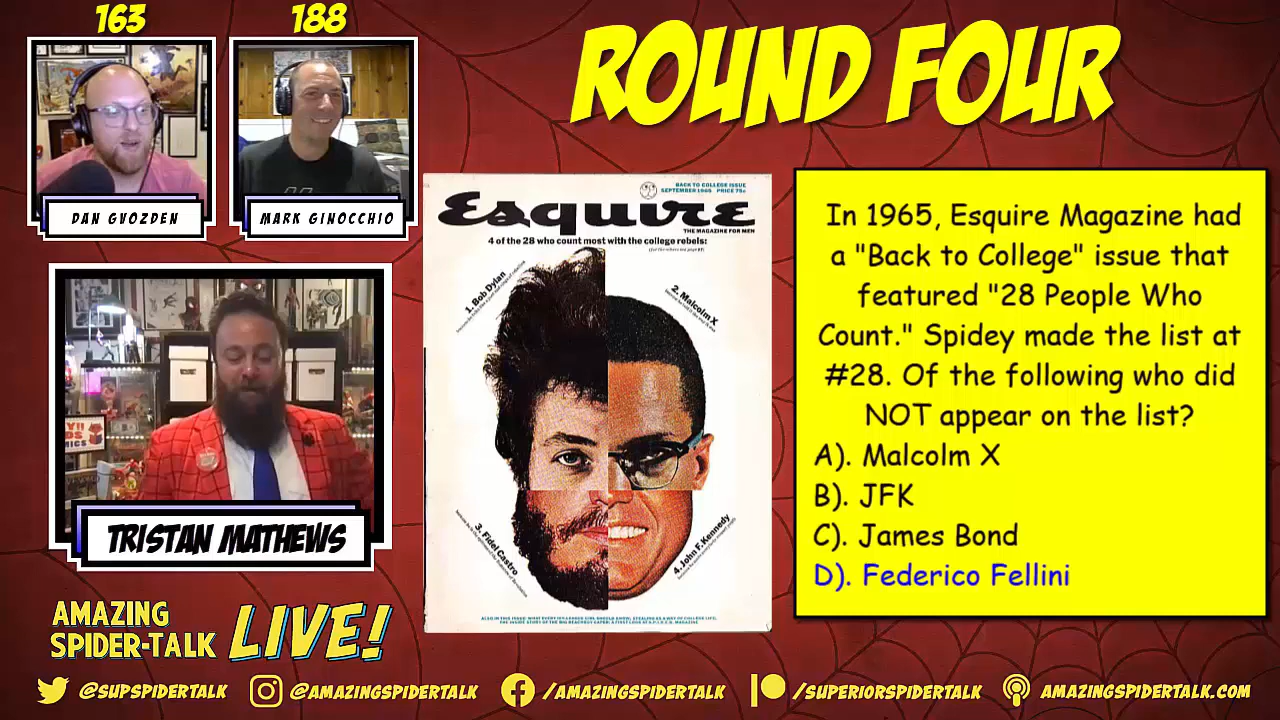 163
188
ROUND FOUR
DAN GVOZDEN
MARK GINOCCHIO
TRISTAN MATHEWS
BACK TO COLLEGE ISSUE
SEPTEMBER 1965 PRICE 75c
Esquire
THE MAGAZINE FOR MEN
4 of the 28 who count most with the college rebels:
1. Bob Dylan
2. Malcolm X
3. Fidel Castro
4. John F. Kennedy
In 1965, Esquire Magazine had
a "Back to College" issue that
featured "28 People Who
Count." Spidey made the list at
#28. Of the following who did
NOT appear on the list?
A). Malcolm X
B). JFK
C). James Bond
D). Federico Fellini
AMAZING
SPIDER-TALK
LIVE!
@SUPSPIDERTALK
@AMAZINGSPIDERTALK
/AMAZINGSPIDERTALK
/SUPERIORSPIDERTALK
AMAZINGSPIDERTALK.COM